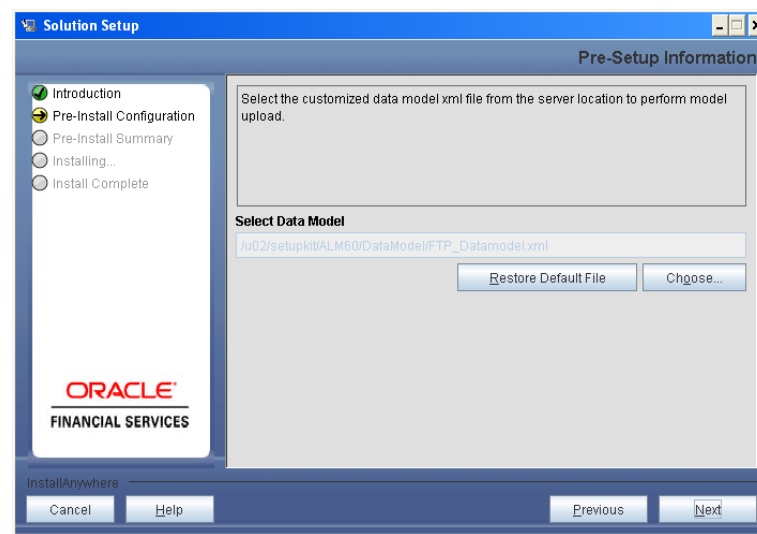 Solution Setup
Pre-Setup Information
Introduction
Pre-Install Configuration
Pre-Install Summary
Installing...
Install Complete
Select the customized data model xml file from the server location to perform model
upload.
Select Data Model
/u02/setupkit/ALM60/DataModel/FTP_Datamodel.xml
Restore Default File
Choose...
ORACLE
FINANCIAL SERVICES
InstallAnywhere
Cancel
Help
Previous
Next